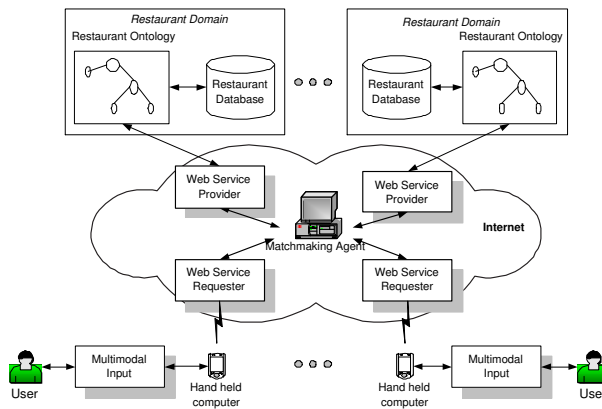 Restaurant Domain
Restaurant Domain
Restaurant Ontology
Restaurant Ontology
Restaurant
Database
Restaurant
Database
Web Service
Provider
Web Service
Provider
Internet
Matchmaking Agent
Web Service
Requester
Web Service
Requester
Multimodal
Input
Multimodal
Input
User
Hand held
computer
Hand held
computer
Use